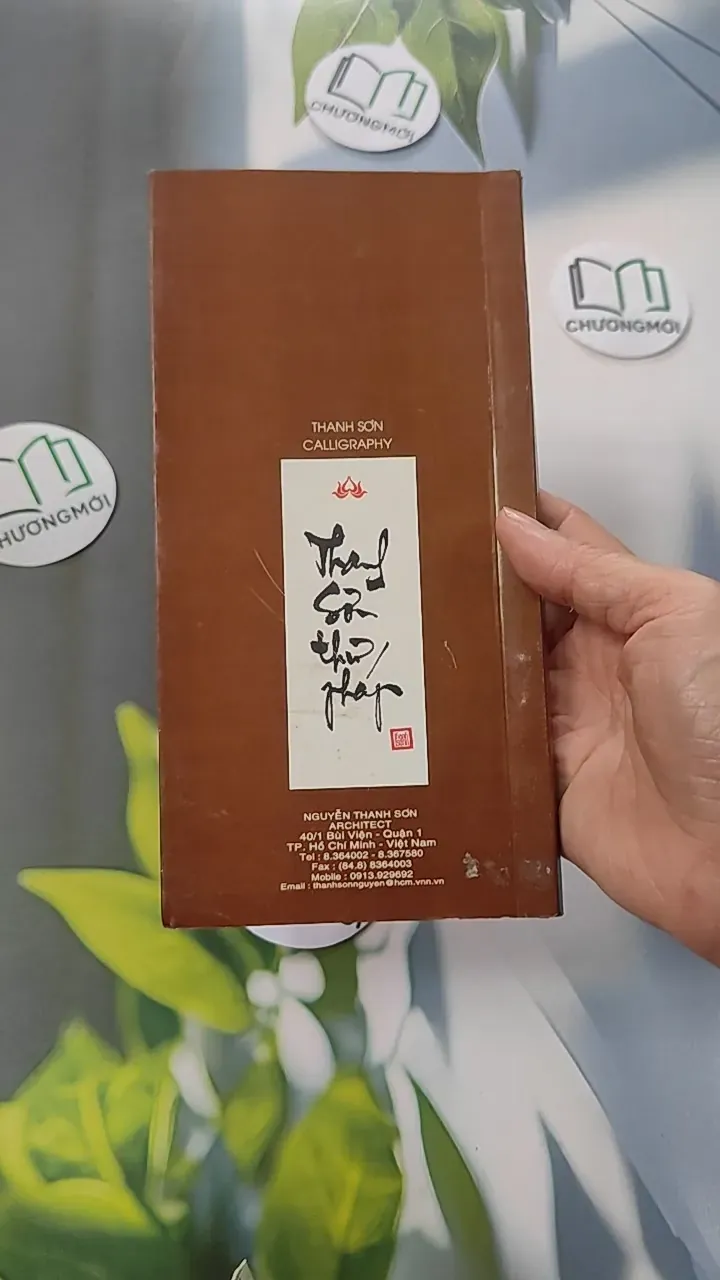 CHƯƠNGMỚI
CHƯƠNGMỚI
THANH SƠN
CALLIGRAPHY
HƯƠNGMỚI
Thanh
Sơn
thư
pháp
NGUYỄN THANH SƠN
ARCHITECT
40/1 Bùi Viện - Quận 1
TP. Hồ Chí Minh - Việt Nam
Tel : 8.364002 - 8.367580
Fax : (84.8) 8364003
Mobile : 0913.929692
Email : thanhsonnguyen@hcm.vnn.vn